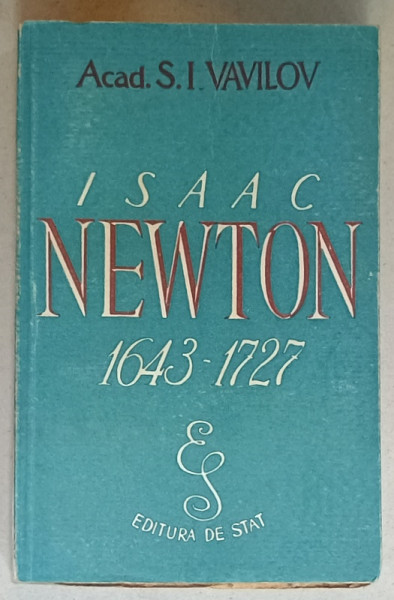 Acad. S. I. VAVILOV
ISAAC
NEWTON
1643-1727
ES
EDITURA DE STAT